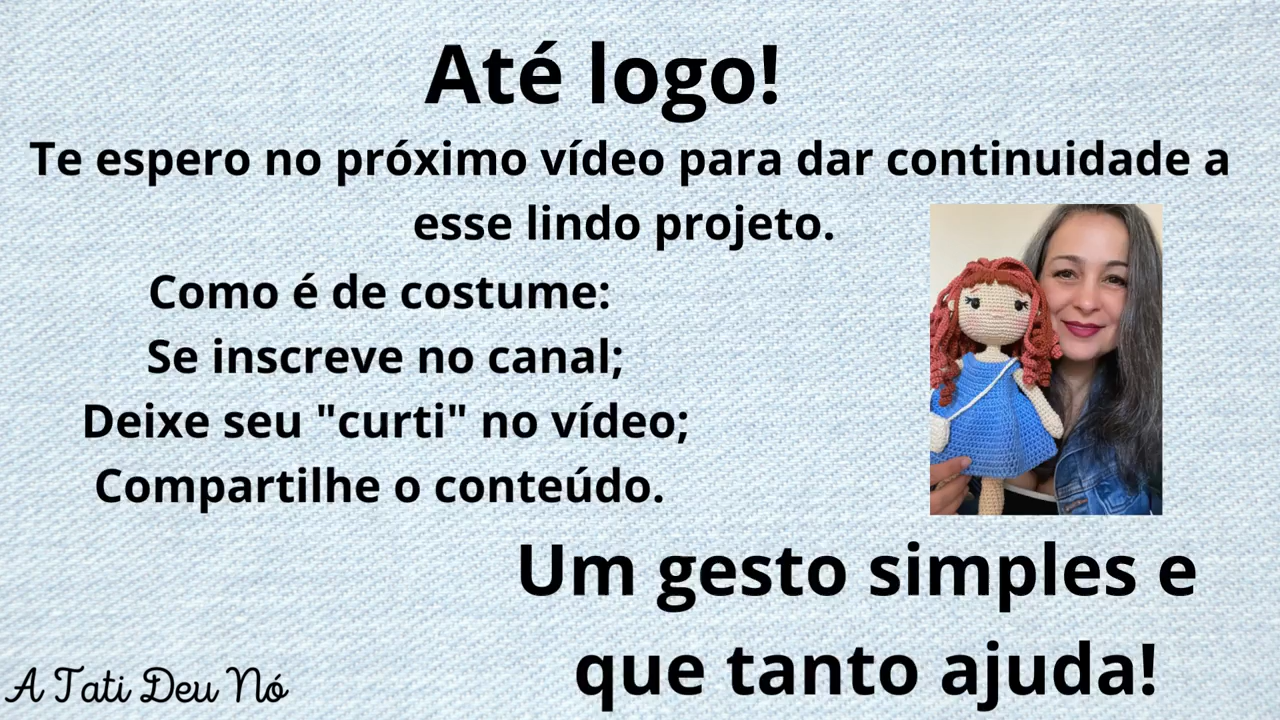 Até logo!
Te espero no próximo vídeo para dar continuidade a
esse lindo projeto.
Como é de costume:
Se inscreve no canal;
Deixe seu "curti" no vídeo;
Compartilhe o conteúdo.
Um gesto simples e
que tanto ajuda!
A Tati Deu Nó